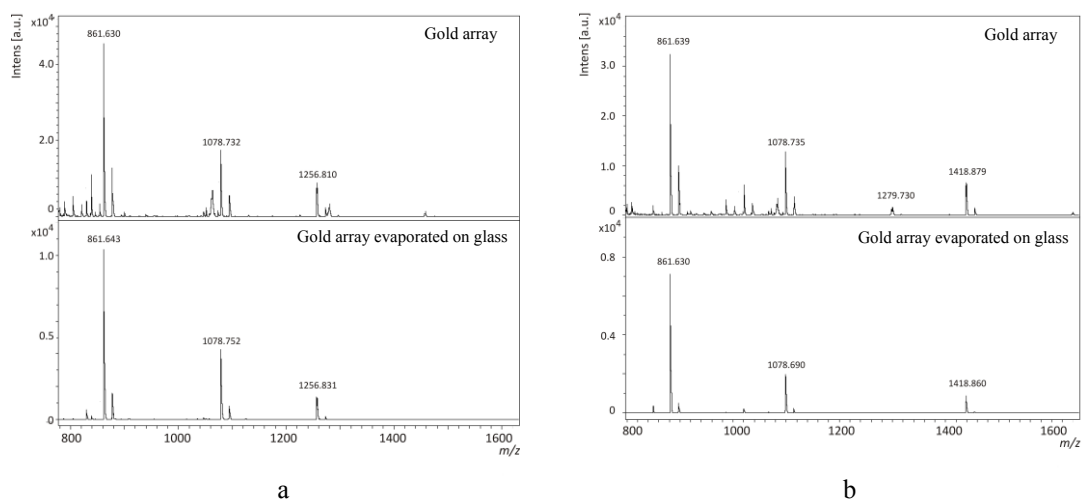 Intens [a.u.]
x10⁴
861.630
Gold array
4.0
1078.732
2.0
1256.810
0
x10⁴
861.643
Gold array evaporated on glass
1.0
1078.752
0.5
1256.831
0
800
1000
1200
1400
1600
m/z
a
Intens [a.u.]
x10⁴
861.639
Gold array
3.0
2.0
1078.735
1418.879
1.0
1279.730
0
x10⁴
Gold array evaporated on glass
861.630
0.8
0.4
1078.690
1418.860
0
800
1000
1200
1400
1600
m/z
b